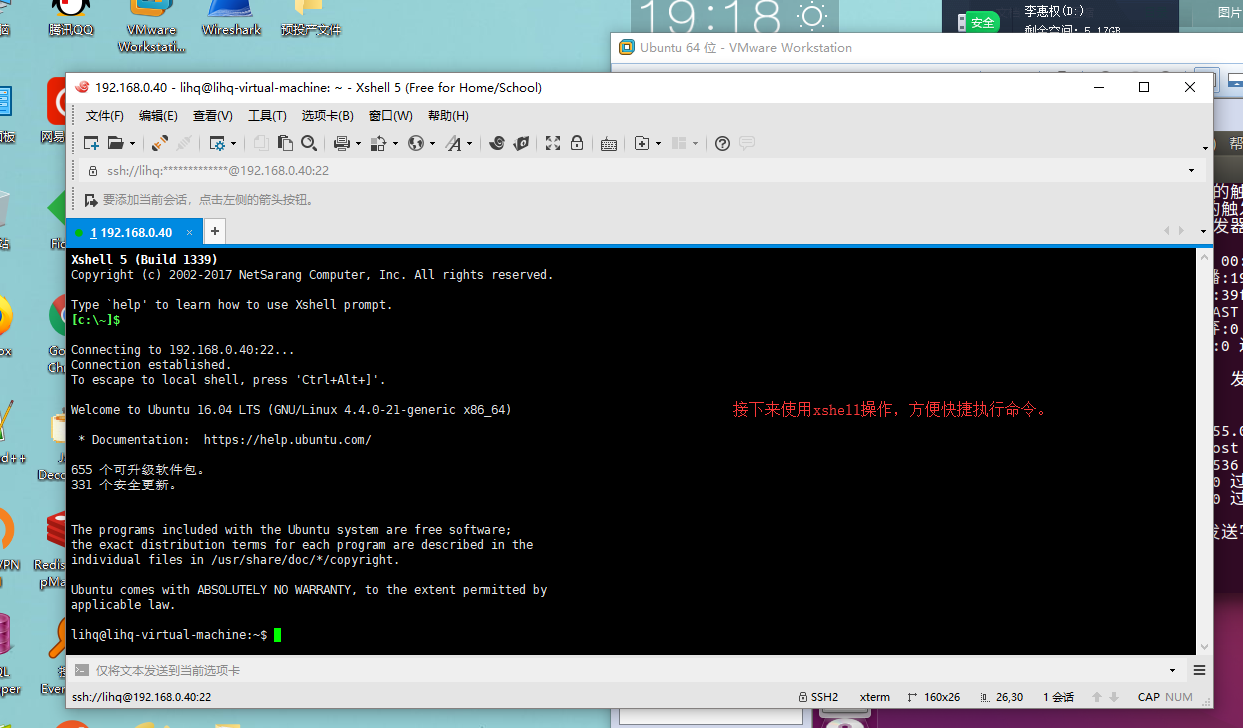 腾讯QQ
VMware
Workstati...
Wireshark
预投产文件
19:18
安全
李惠权(D:)
剩余空间: 5.17GB
图片
Ubuntu 64 位 - VMware Workstation
192.168.0.40 - lihq@lihq-virtual-machine: ~ - Xshell 5 (Free for Home/School)
文件(F) 编辑(E) 查看(V) 工具(T) 选项卡(B) 窗口(W) 帮助(H)
ssh://lihq:*************@192.168.0.40:22
要添加当前会话，点击左侧的箭头按钮。
1 192.168.0.40 × +
Xshell 5 (Build 1339)
Copyright (c) 2002-2017 NetSarang Computer, Inc. All rights reserved.
Type `help' to learn how to use Xshell prompt.
[c:\~]$
Connecting to 192.168.0.40:22...
Connection established.
To escape to local shell, press 'Ctrl+Alt+]'.
Welcome to Ubuntu 16.04 LTS (GNU/Linux 4.4.0-21-generic x86_64)
接下来使用xshell操作，方便快捷执行命令。
* Documentation:  https://help.ubuntu.com/
655 个可升级软件包。
331 个安全更新。
The programs included with the Ubuntu system are free software;
the exact distribution terms for each program are described in the
individual files in /usr/share/doc/*/copyright.
Ubuntu comes with ABSOLUTELY NO WARRANTY, to the extent permitted by
applicable law.
lihq@lihq-virtual-machine:~$
仅将文本发送到当前选项卡
ssh://lihq@192.168.0.40:22 SSH2 xterm 160x26 26,30 1 会话 CAP NUM